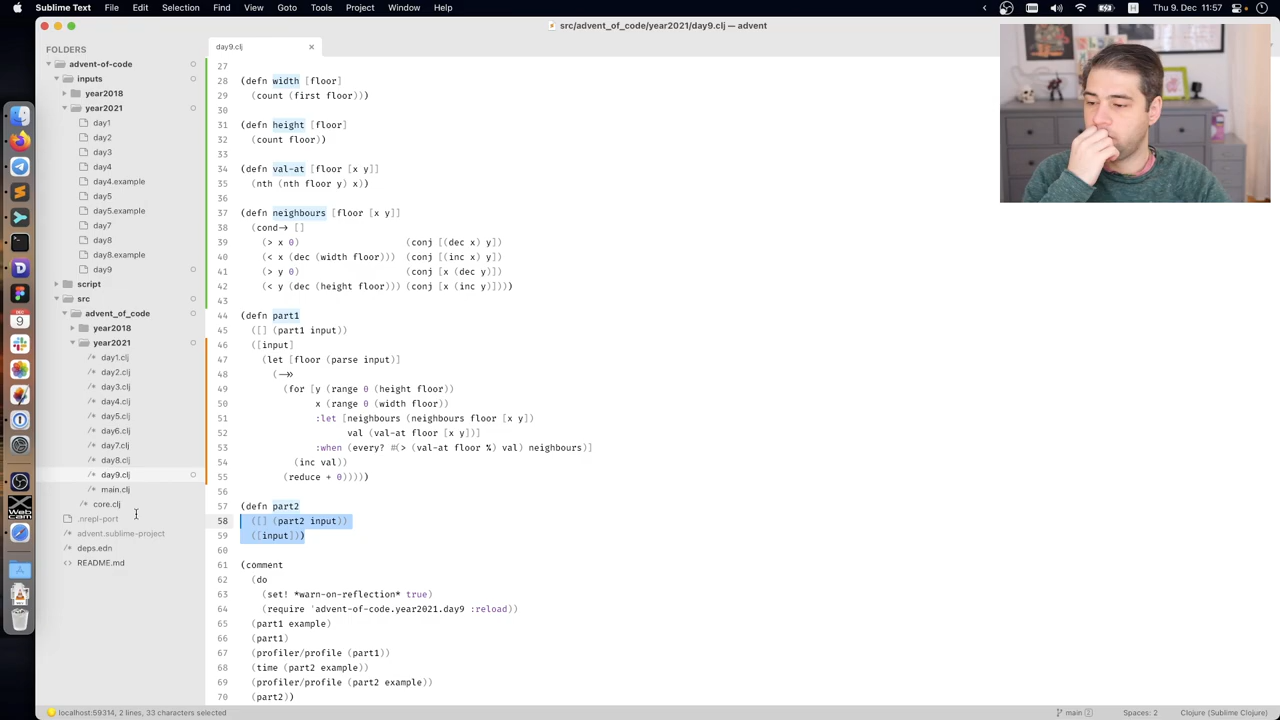 Sublime Text File Edit Selection Find View Goto Tools Project Window Help
Thu 9. Dec 11:57
src/advent_of_code/year2021/day9.clj — advent
FOLDERS
advent-of-code
inputs
year2018
year2021
day1
day2
day3
day4
day4.example
day5
day5.example
day7
day8
day8.example
day9
script
src
advent_of_code
year2018
year2021
day1.clj
day2.clj
day3.clj
day4.clj
day5.clj
day6.clj
day7.clj
day8.clj
day9.clj
main.clj
core.clj
.nrepl-port
advent.sublime-project
deps.edn
README.md
DEC
9
WebCam
day9.clj
27
28 (defn width [floor]
29 (count (first floor)))
30
31 (defn height [floor]
32 (count floor))
33
34 (defn val-at [floor [x y]]
35 (nth (nth floor y) x))
36
37 (defn neighbours [floor [x y]]
38 (cond-> []
39 (> x 0) (conj [(dec x) y])
40 (< x (dec (width floor))) (conj [(inc x) y])
41 (> y 0) (conj [x (dec y)])
42 (< y (dec (height floor))) (conj [x (inc y)])))
43
44 (defn part1
45 ([] (part1 input))
46 ([input]
47 (let [floor (parse input)]
48 (->>
49 (for [y (range 0 (height floor))
50 x (range 0 (width floor))
51 :let [neighbours (neighbours floor [x y])
52 val (val-at floor [x y])]
53 :when (every? #(> (val-at floor %) val) neighbours)]
54 (inc val))
55 (reduce + 0)))))
56
57 (defn part2
58 ([] (part2 input))
59 ([input]))
60
61 (comment
62 (do
63 (set! *warn-on-reflection* true)
64 (require 'advent-of-code.year2021.day9 :reload))
65 (part1 example)
66 (part1)
67 (profiler/profile (part1))
68 (time (part2 example))
69 (profiler/profile (part2 example))
70 (part2))
localhost:59314, 2 lines, 33 characters selected
main 2
Spaces: 2
Clojure (Sublime Clojure)